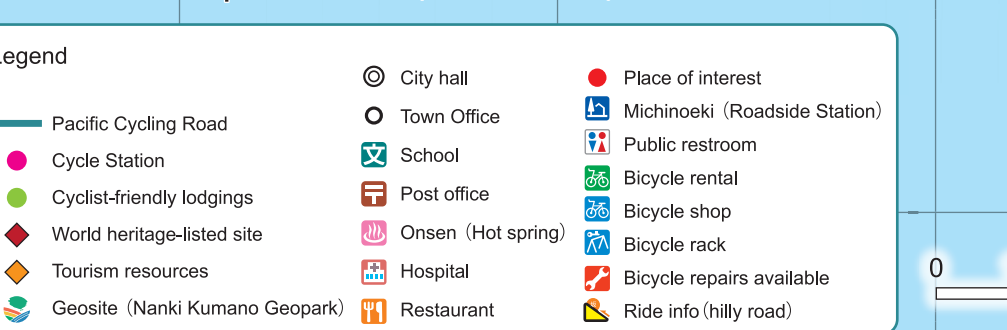 Legend
Pacific Cycling Road
Cycle Station
Cyclist-friendly lodgings
World heritage-listed site
Tourism resources
Geosite (Nanki Kumano Geopark)
City hall
Town Office
文 School
Post office
Onsen (Hot spring)
Hospital
Restaurant
Place of interest
Michinoeki (Roadside Station)
Public restroom
Bicycle rental
Bicycle shop
Bicycle rack
Bicycle repairs available
Ride info (hilly road)
0